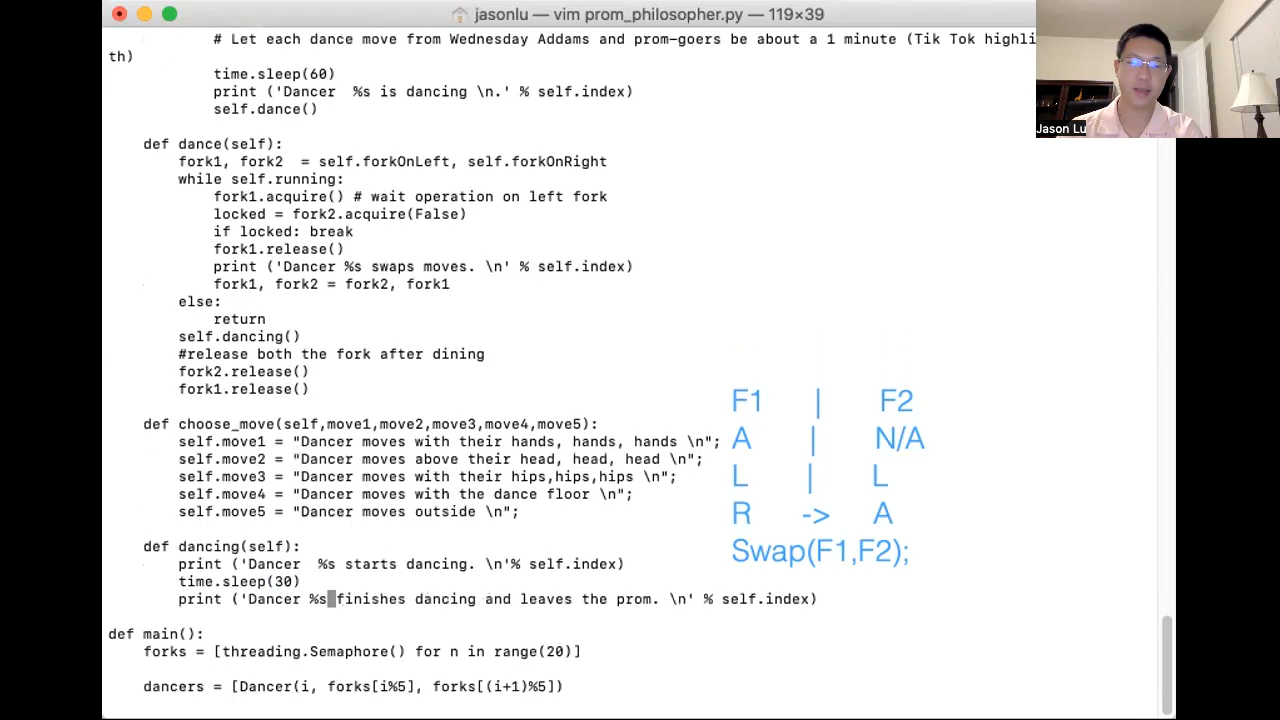 jasonlu — vim prom_philosopher.py — 119×39
# Let each dance move from Wednesday Addams and prom-goers be about a 1 minute (Tik Tok highli
th)
time.sleep(60)
print ('Dancer  %s is dancing \n.' % self.index)
self.dance()
def dance(self):
fork1, fork2  = self.forkOnLeft, self.forkOnRight
while self.running:
fork1.acquire() # wait operation on left fork
locked = fork2.acquire(False)
if locked: break
fork1.release()
print ('Dancer %s swaps moves. \n' % self.index)
fork1, fork2 = fork2, fork1
else:
return
self.dancing()
#release both the fork after dining
fork2.release()
fork1.release()
def choose_move(self,move1,move2,move3,move4,move5):
self.move1 = "Dancer moves with their hands, hands, hands \n";
self.move2 = "Dancer moves above their head, head, head \n";
self.move3 = "Dancer moves with their hips,hips,hips \n";
self.move4 = "Dancer moves with the dance floor \n";
self.move5 = "Dancer moves outside \n";
def dancing(self):
print ('Dancer  %s starts dancing. \n'% self.index)
time.sleep(30)
print ('Dancer %s finishes dancing and leaves the prom. \n' % self.index)
def main():
forks = [threading.Semaphore() for n in range(20)]
dancers = [Dancer(i, forks[i%5], forks[(i+1)%5])
F1 | F2
A | N/A
L | L
R -> A
Swap(F1,F2);
Jason Lu